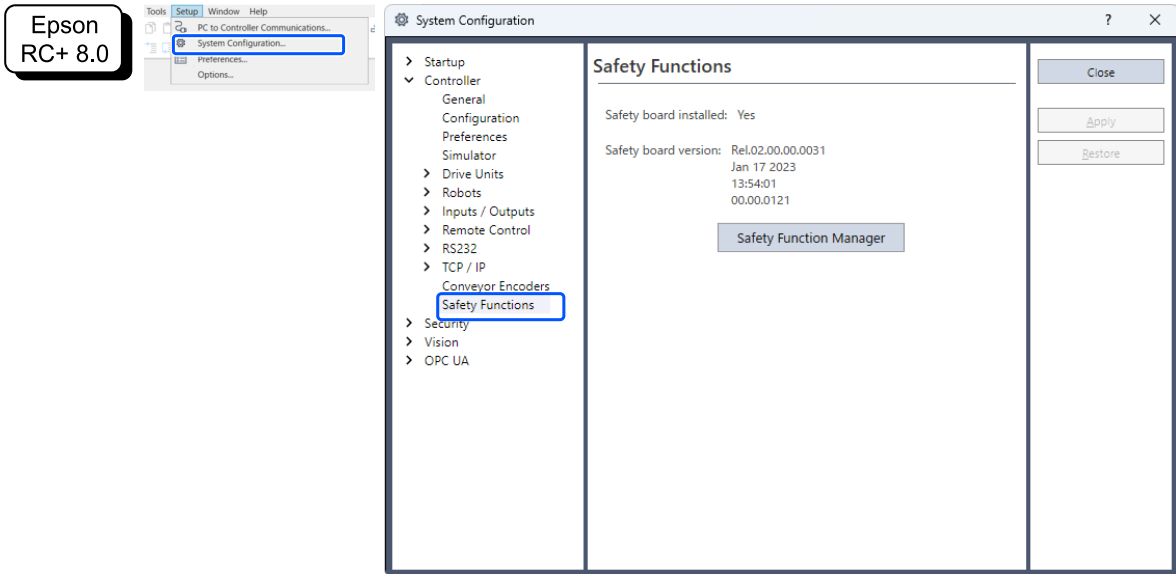 Epson
RC+ 8.0
Tools Setup Window Help
PC to Controller Communications...
System Configuration...
Preferences...
Options...
System Configuration
?
Startup
Controller
General
Configuration
Preferences
Simulator
Drive Units
Robots
Inputs / Outputs
Remote Control
RS232
TCP / IP
Conveyor Encoders
Safety Functions
Security
Vision
OPC UA
Safety Functions
Safety board installed: Yes
Safety board version: Rel.02.00.00.0031
Jan 17 2023
13:54:01
00.00.0121
Safety Function Manager
Close
Apply
Restore